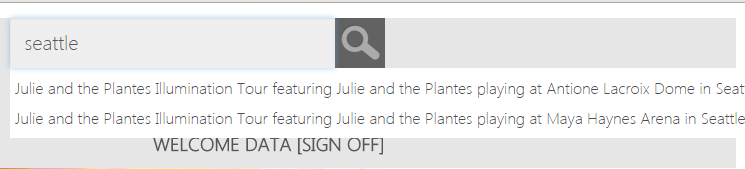 seattle
Julie and the Plantes Illumination Tour featuring Julie and the Plantes playing at Antione Lacroix Dome in Seat
Julie and the Plantes Illumination Tour featuring Julie and the Plantes playing at Maya Haynes Arena in Seattle
WELCOME DATA [SIGN OFF]